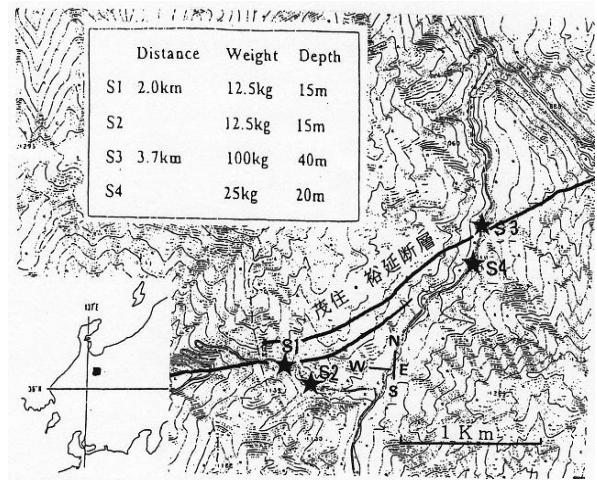 Distance Weight Depth
S1 2.0km 12.5kg 15m
S2 12.5kg 15m
S3 3.7km 100kg 40m
S4 25kg 20m
S3
S4
茂住・祐延断層
S1
S2
N
W
E
S
1 Km